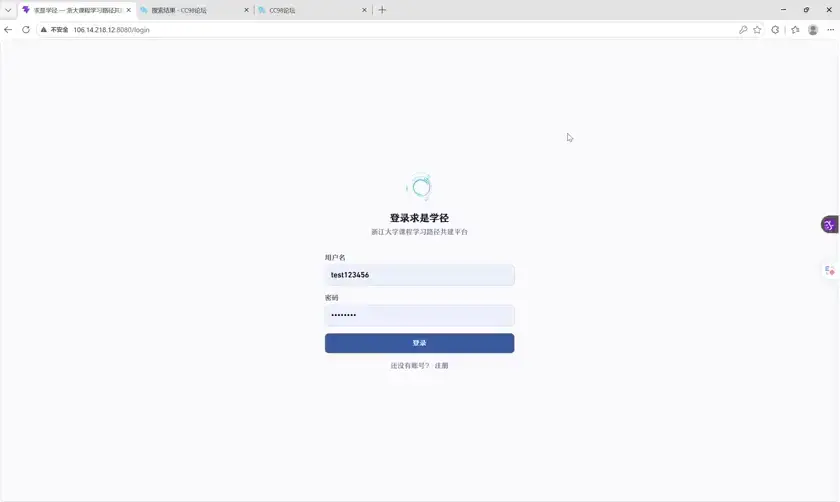 求是学径 — 浙大课程学习路径共建
搜索结果 - CC98论坛
CC98论坛
不安全 106.14.218.12:8080/login
登录求是学径
浙江大学课程学习路径共建平台
用户名
test123456
密码
••••••••
登录
还没有账号? 注册